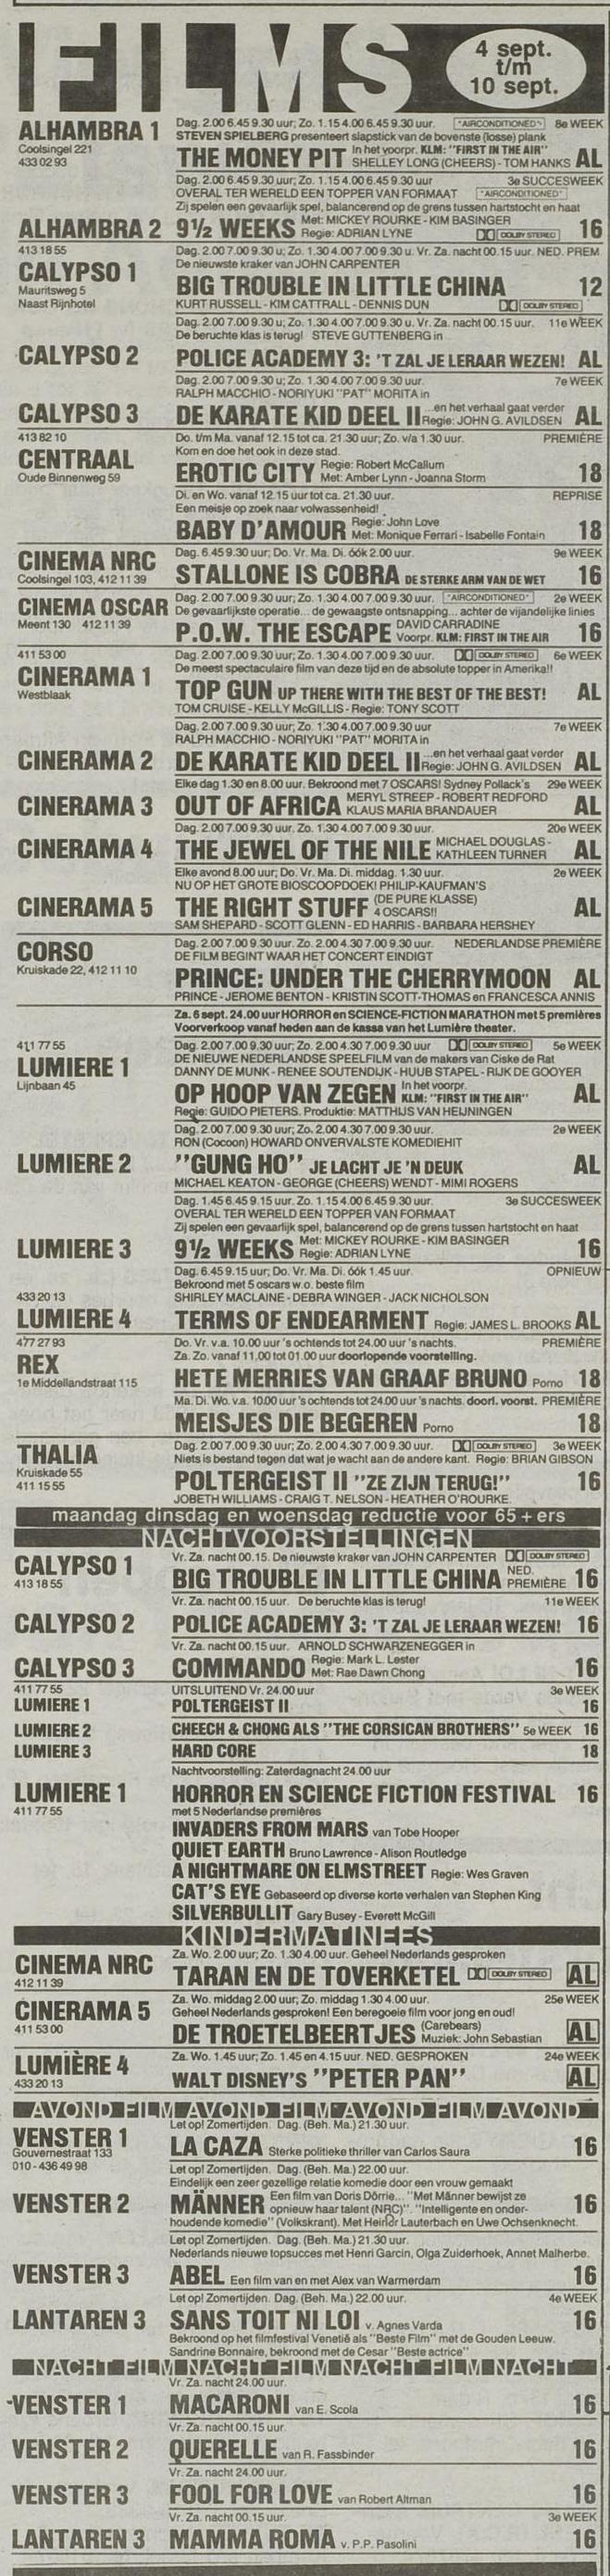 FILMS
4 sept.
t/m
10 sept.
Dag. 2.00 6.45 9.30 uur; Zo. 1.15 4.00 6.45 9.30 uur. "AIRCONDITIONED" 8e WEEK
ALHAMBRA 1 STEVEN SPIELBERG presenteert slapstick van de bovenste (losse) plank
Coolsingel 221
433 02 93
THE MONEY PIT In het voorpr. KLM: "FIRST IN THE AIR" SHELLEY LONG (CHEERS) - TOM HANKS AL
Dag. 2.00 6.45 9.30 uur; Zo. 1.15 4.00 6.45 9.30 uur 3e SUCCESWEEK
OVERAL TER WERELD EEN TOPPER VAN FORMAAT "AIRCONDITIONED"
Zij spelen een gevaarlijk spel, balancerend op de grens tussen hartstocht en haat
ALHAMBRA 2 9½ WEEKS Met: MICKEY ROURKE - KIM BASINGER Regie: ADRIAN LYNE DOLBY STEREO 16
413 18 55 Dag. 2.00 7.00 9.30 u; Zo. 1.30 4.00 7.00 9.30 u. Vr. Za. nacht 00.15 uur. NED. PREM.
De nieuwste kraker van JOHN CARPENTER
CALYPSO 1
Mauritsweg 5
Naast Rijnhotel
BIG TROUBLE IN LITTLE CHINA 12
KURT RUSSELL - KIM CATTRALL - DENNIS DUN DOLBY STEREO
Dag. 2.00 7.00 9.30 u; Zo. 1.30 4.00 7.00 9.30 u. Vr. Za. nacht 00.15 uur. 11e WEEK
De beruchte klas is terug! STEVE GUTTENBERG in
CALYPSO 2 POLICE ACADEMY 3: 'T ZAL JE LERAAR WEZEN! AL
Dag. 2.00 7.00 9.30 u; Zo. 1.30 4.00 7.00 9.30 uur. 7e WEEK
RALPH MACCHIO - NORIYUKI "PAT" MORITA in
CALYPSO 3 DE KARATE KID DEEL II ...en het verhaal gaat verder Regie: JOHN G. AVILDSEN AL
413 82 10 Do. t/m Ma. vanaf 12.15 tot ca. 21.30 uur; Zo. v/a 1.30 uur. PREMIÈRE
Kom en doe het ook in deze stad.
CENTRAAL
Oude Binnenweg 59
EROTIC CITY Regie: Robert McCallum Met: Amber Lynn - Joanna Storm 18
Di. en Wo. vanaf 12.15 uur tot ca. 21.30 uur. REPRISE
Een meisje op zoek naar volwassenheid!
BABY D'AMOUR Regie: John Love Met: Monique Ferrari - Isabelle Fontain 18
Dag. 6.45 9.30 uur; Do. Vr. Ma. Di. óók 2.00 uur. 9e WEEK
CINEMA NRC
Coolsingel 103, 412 11 39
STALLONE IS COBRA DE STERKE ARM VAN DE WET 16
Dag. 2.00 7.00 9.30 uur; Zo. 1.30 4.00 7.00 9.30 uur. "AIRCONDITIONED" 2e WEEK
CINEMA OSCAR De gevaarlijkste operatie... de gewaagste ontsnapping... achter de vijandelijke linies
Meent 130 412 11 39
P.O.W. THE ESCAPE DAVID CARRADINE Voorpr. KLM: FIRST IN THE AIR 16
411 53 00 Dag. 2.00 7.00 9.30 uur; Zo. 1.30 4.00 7.00 9.30 uur. DOLBY STEREO 6e WEEK
De meest spectaculaire film van deze tijd en de absolute topper in Amerika!!
CINERAMA 1
Westblaak
TOP GUN UP THERE WITH THE BEST OF THE BEST! AL
TOM CRUISE - KELLY McGILLIS - Regie: TONY SCOTT
Dag. 2.00 7.00 9.30 uur; Zo. 1.30 4.00 7.00 9.30 uur 7e WEEK
RALPH MACCHIO - NORIYUKI "PAT" MORITA in
CINERAMA 2 DE KARATE KID DEEL II ...en het verhaal gaat verder Regie: JOHN G. AVILDSEN AL
Elke dag 1.30 en 8.00 uur. Bekroond met 7 OSCARS! Sydney Pollack's 29e WEEK
CINERAMA 3 OUT OF AFRICA MERYL STREEP - ROBERT REDFORD KLAUS MARIA BRANDAUER AL
Dag. 2.00 7.00 9.30 uur. Zo. 1.30 4.00 7.00 9.30 uur. 20e WEEK
CINERAMA 4 THE JEWEL OF THE NILE MICHAEL DOUGLAS - KATHLEEN TURNER AL
Elke avond 8.00 uur; Do. Vr. Ma. Di. middag. 1.30 uur. 2e WEEK
NU OP HET GROTE BIOSCOOPDOEK! PHILIP-KAUFMAN'S
CINERAMA 5 THE RIGHT STUFF (DE PURE KLASSE) 4 OSCARS!! AL
SAM SHEPARD - SCOTT GLENN - ED HARRIS - BARBARA HERSHEY
CORSO Dag. 2.00 7.00 9.30 uur. Zo. 2.00 4.30 7.00 9.30 uur. NEDERLANDSE PREMIÈRE
DE FILM BEGINT WAAR HET CONCERT EINDIGT
Kruiskade 22, 412 11 10
PRINCE: UNDER THE CHERRYMOON AL
PRINCE - JEROME BENTON - KRISTIN SCOTT-THOMAS en FRANCESCA ANNIS
Za. 6 sept. 24.00 uur HORROR en SCIENCE-FICTION MARATHON met 5 premières
Voorverkoop vanaf heden aan de kassa van het Lumière theater.
411 77 55 Dag. 2.00 7.00 9.30 uur; Zo. 2.00 4.30 7.00 9.30 uur DOLBY STEREO 5e WEEK
DE NIEUWE NEDERLANDSE SPEELFILM van de makers van Ciske de Rat
LUMIERE 1 DANNY DE MUNK - RENEE SOUTENDIJK - HUUB STAPEL - RIJK DE GOOYER
Lijnbaan 45
OP HOOP VAN ZEGEN In het voorpr. KLM: "FIRST IN THE AIR" AL
Regie: GUIDO PIETERS. Produktie: MATTHIJS VAN HEIJNINGEN
Dag. 2.00 7.00 9.30 uur; Zo. 2.00 4.30 7.00 9.30 uur. 2e WEEK
RON (Cocoon) HOWARD ONVERVALSTE KOMEDIEHIT
LUMIERE 2 "GUNG HO" JE LACHT JE 'N DEUK AL
MICHAEL KEATON - GEORGE (CHEERS) WENDT - MIMI ROGERS
Dag. 1.45 6.45 9.15 uur; Zo. 1.15 4.00 6.45 9.30 uur. 3e SUCCESWEEK
OVERAL TER WERELD EEN TOPPER VAN FORMAAT
Zij spelen een gevaarlijk spel, balancerend op de grens tussen hartstocht en haat
LUMIERE 3 9½ WEEKS Met: MICKEY ROURKE - KIM BASINGER Regie: ADRIAN LYNE 16
Dag. 6.45 9.15 uur; Do. Vr. Ma. Di. óók 1.45 uur. OPNIEUW
Bekroond met 5 oscars w.o. beste film
433 20 13 SHIRLEY MACLAINE - DEBRA WINGER - JACK NICHOLSON
LUMIERE 4 TERMS OF ENDEARMENT Regie: JAMES L. BROOKS AL
477 27 93 Do. Vr. v.a. 10.00 uur 's ochtends tot 24.00 uur 's nachts. PREMIÈRE
Za. Zo. vanaf 11.00 tot 01.00 uur doorlopende voorstelling.
REX
1e Middellandstraat 115
HETE MERRIES VAN GRAAF BRUNO Porno 18
Ma. Di. Wo. v.a. 10.00 uur 's ochtends tot 24.00 uur 's nachts. doorl. voorst. PREMIÈRE
MEISJES DIE BEGEREN Porno 18
Dag. 2.00 7.00 9.30 uur; Zo. 2.00 4.30 7.00 9.30 uur. DOLBY STEREO 3e WEEK
THALIA Niets is bestand tegen dat wat je wacht aan de andere kant. Regie: BRIAN GIBSON
Kruiskade 55
411 15 55
POLTERGEIST II "ZE ZIJN TERUG!" 16
JOBETH WILLIAMS - CRAIG T. NELSON - HEATHER O'ROURKE.
maandag dinsdag en woensdag reductie voor 65 + ers
NACHTVOORSTELLINGEN
Vr. Za. nacht 00.15. De nieuwste kraker van JOHN CARPENTER DOLBY STEREO
CALYPSO 1
413 18 55
BIG TROUBLE IN LITTLE CHINA NED. PREMIÈRE 16
Vr. Za. nacht 00.15 uur. De beruchte klas is terug! 11e WEEK
CALYPSO 2 POLICE ACADEMY 3: 'T ZAL JE LERAAR WEZEN! 16
Vr. Za. nacht 00.15 uur. ARNOLD SCHWARZENEGGER in
CALYPSO 3 COMMANDO Regie: Mark L. Lester Met: Rae Dawn Chong 16
411 77 55 UITSLUITEND Vr. 24.00 uur 3e WEEK
LUMIERE 1 POLTERGEIST II 16
LUMIERE 2 CHEECH & CHONG ALS "THE CORSICAN BROTHERS" 5e WEEK 16
LUMIERE 3 HARD CORE 18
Nachtvoorstelling: Zaterdagnacht 24.00 uur
LUMIERE 1 HORROR EN SCIENCE FICTION FESTIVAL 16
411 77 55 met 5 Nederlandse premières
INVADERS FROM MARS van Tobe Hooper
QUIET EARTH Bruno Lawrence - Alison Routledge
A NIGHTMARE ON ELMSTREET Regie: Wes Graven
CAT'S EYE Gebaseerd op diverse korte verhalen van Stephen King
SILVERBULLIT Gary Busey - Everett McGill
KINDERMATINEES
Za. Wo. 2.00 uur; Zo. 1.30 4.00 uur. Geheel Nederlands gesproken
CINEMA NRC
412 11 39
TARAN EN DE TOVERKETEL DOLBY STEREO AL
Za. Wo. middag 2.00 uur; Zo. middag 1.30 4.00 uur. 25e WEEK
CINERAMA 5 Geheel Nederlands gesproken! Een beregoeie film voor jong en oud!
411 53 00
DE TROETELBEERTJES (Carebears) Muziek: John Sebastian AL
Za. Wo. 1.45 uur; Zo. 1.45 en 4.15 uur. NED. GESPROKEN 24e WEEK
LUMIÈRE 4
433 20 13
WALT DISNEY'S "PETER PAN" AL
AVOND FILM AVOND FILM AVOND FILM AVOND
Let op! Zomertijden. Dag. (Beh. Ma.) 21.30 uur.
VENSTER 1
Gouvernestraat 133
010 - 436 49 98
LA CAZA Sterke politieke thriller van Carlos Saura 16
Let op! Zomertijden. Dag. (Beh. Ma.) 22.00 uur.
Eindelijk een zeer gezellige relatie komedie door een vrouw gemaakt
VENSTER 2 MÄNNER Een film van Doris Dörrie... "Met Männer bewijst ze opnieuw haar talent (NRC)". "Intelligente en onder- 16
houdende komedie" (Volkskrant). Met Heiner Lauterbach en Uwe Ochsenknecht.
Let op! Zomertijden. Dag. (Beh. Ma.) 21.30 uur.
Nederlands nieuwe topsucces met Henri Garcin, Olga Zuiderhoek, Annet Malherbe.
VENSTER 3 ABEL Een film van en met Alex van Warmerdam 16
Let op! Zomertijden. Dag. (Beh. Ma.) 22.00 uur. 4e WEEK
LANTAREN 3 SANS TOIT NI LOI v. Agnes Varda 16
Bekroond op het filmfestival Venetië als "Beste Film" met de Gouden Leeuw.
Sandrine Bonnaire, bekroond met de Cesar "Beste actrice"
NACHT FILM NACHT FILM NACHT FILM NACHT
Vr. Za. nacht 24.00 uur.
VENSTER 1 MACARONI van E. Scola 16
Vr. Za. nacht 00.15 uur.
VENSTER 2 QUERELLE van R. Fassbinder 16
Vr. Za. nacht 24.00 uur.
VENSTER 3 FOOL FOR LOVE van Robert Altman 16
Vr. Za. nacht 00.15 uur. 3e WEEK
LANTAREN 3 MAMMA ROMA v. P.P. Pasolini 16